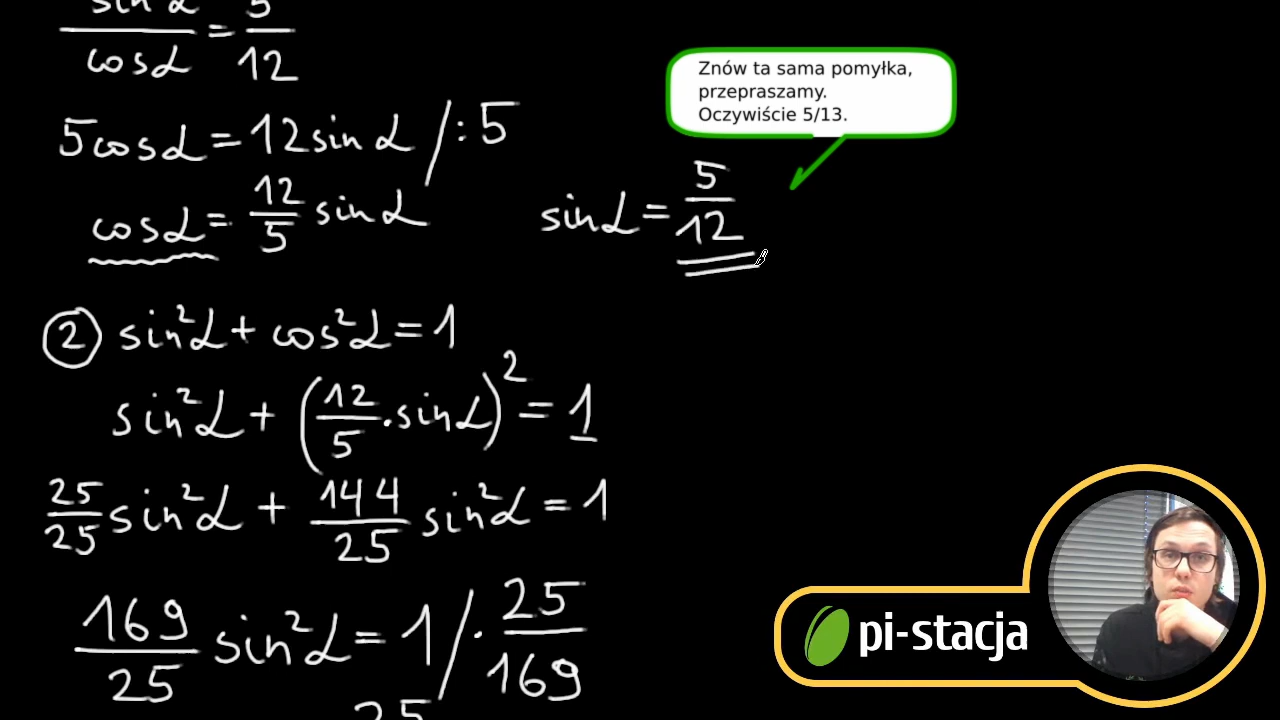 sin α / cos α = 5/12
5cos α = 12 sin α / :5
cos α = 12/5 sin α
Znów ta sama pomyłka,
przepraszamy.
Oczywiście 5/13.
sin α = 5/12
② sin²α + cos²α = 1
sin²α + (12/5 · sin α)² = 1
25/25 sin²α + 144/25 sin²α = 1
169/25 sin²α = 1 / · 25/169
25
pi-stacja